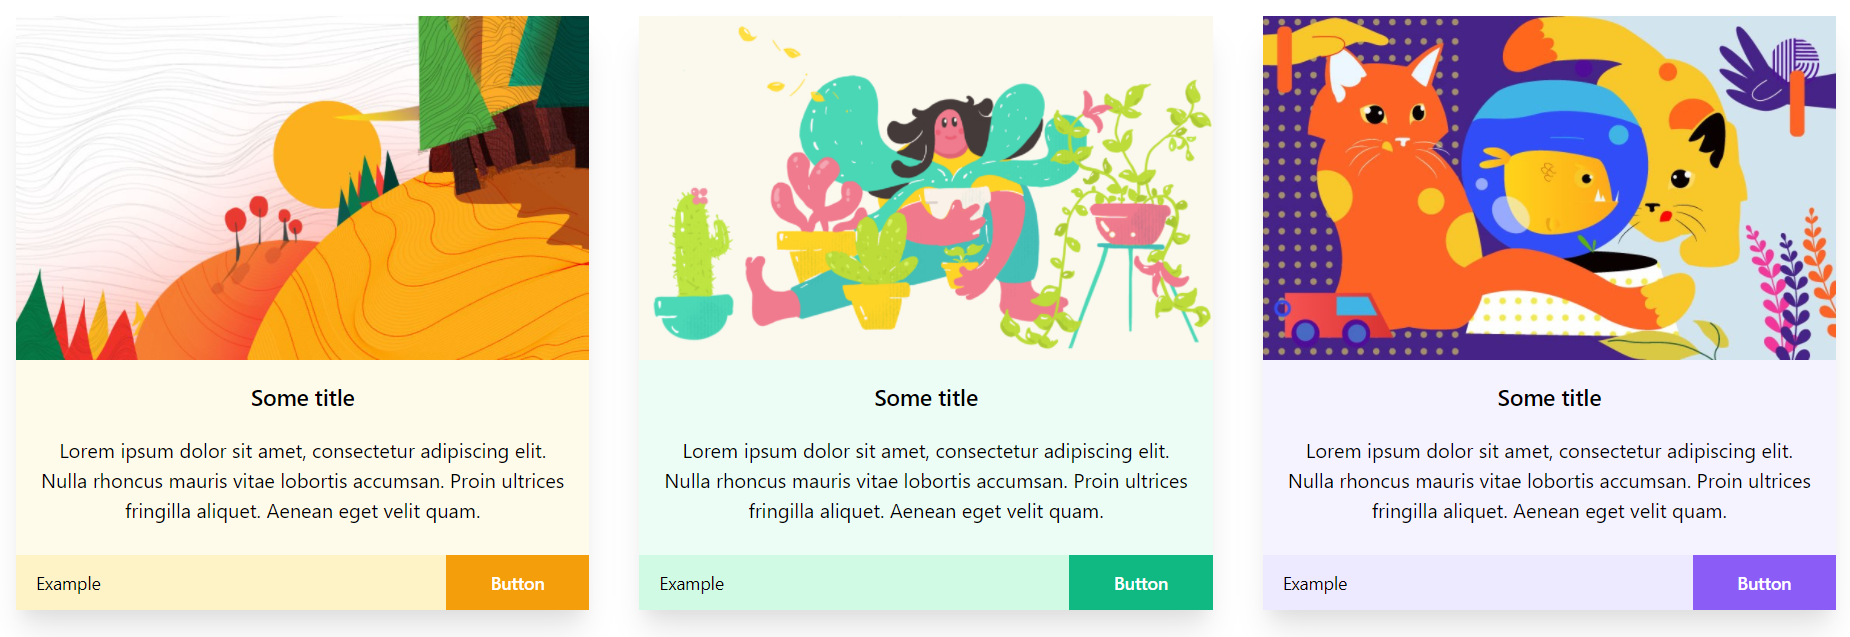 Some title
Lorem ipsum dolor sit amet, consectetur adipiscing elit.
Nulla rhoncus mauris vitae lobortis accumsan. Proin ultrices
fringilla aliquet. Aenean eget velit quam.
Example
Button
Some title
Lorem ipsum dolor sit amet, consectetur adipiscing elit.
Nulla rhoncus mauris vitae lobortis accumsan. Proin ultrices
fringilla aliquet. Aenean eget velit quam.
Example
Button
Some title
Lorem ipsum dolor sit amet, consectetur adipiscing elit.
Nulla rhoncus mauris vitae lobortis accumsan. Proin ultrices
fringilla aliquet. Aenean eget velit quam.
Example
Button